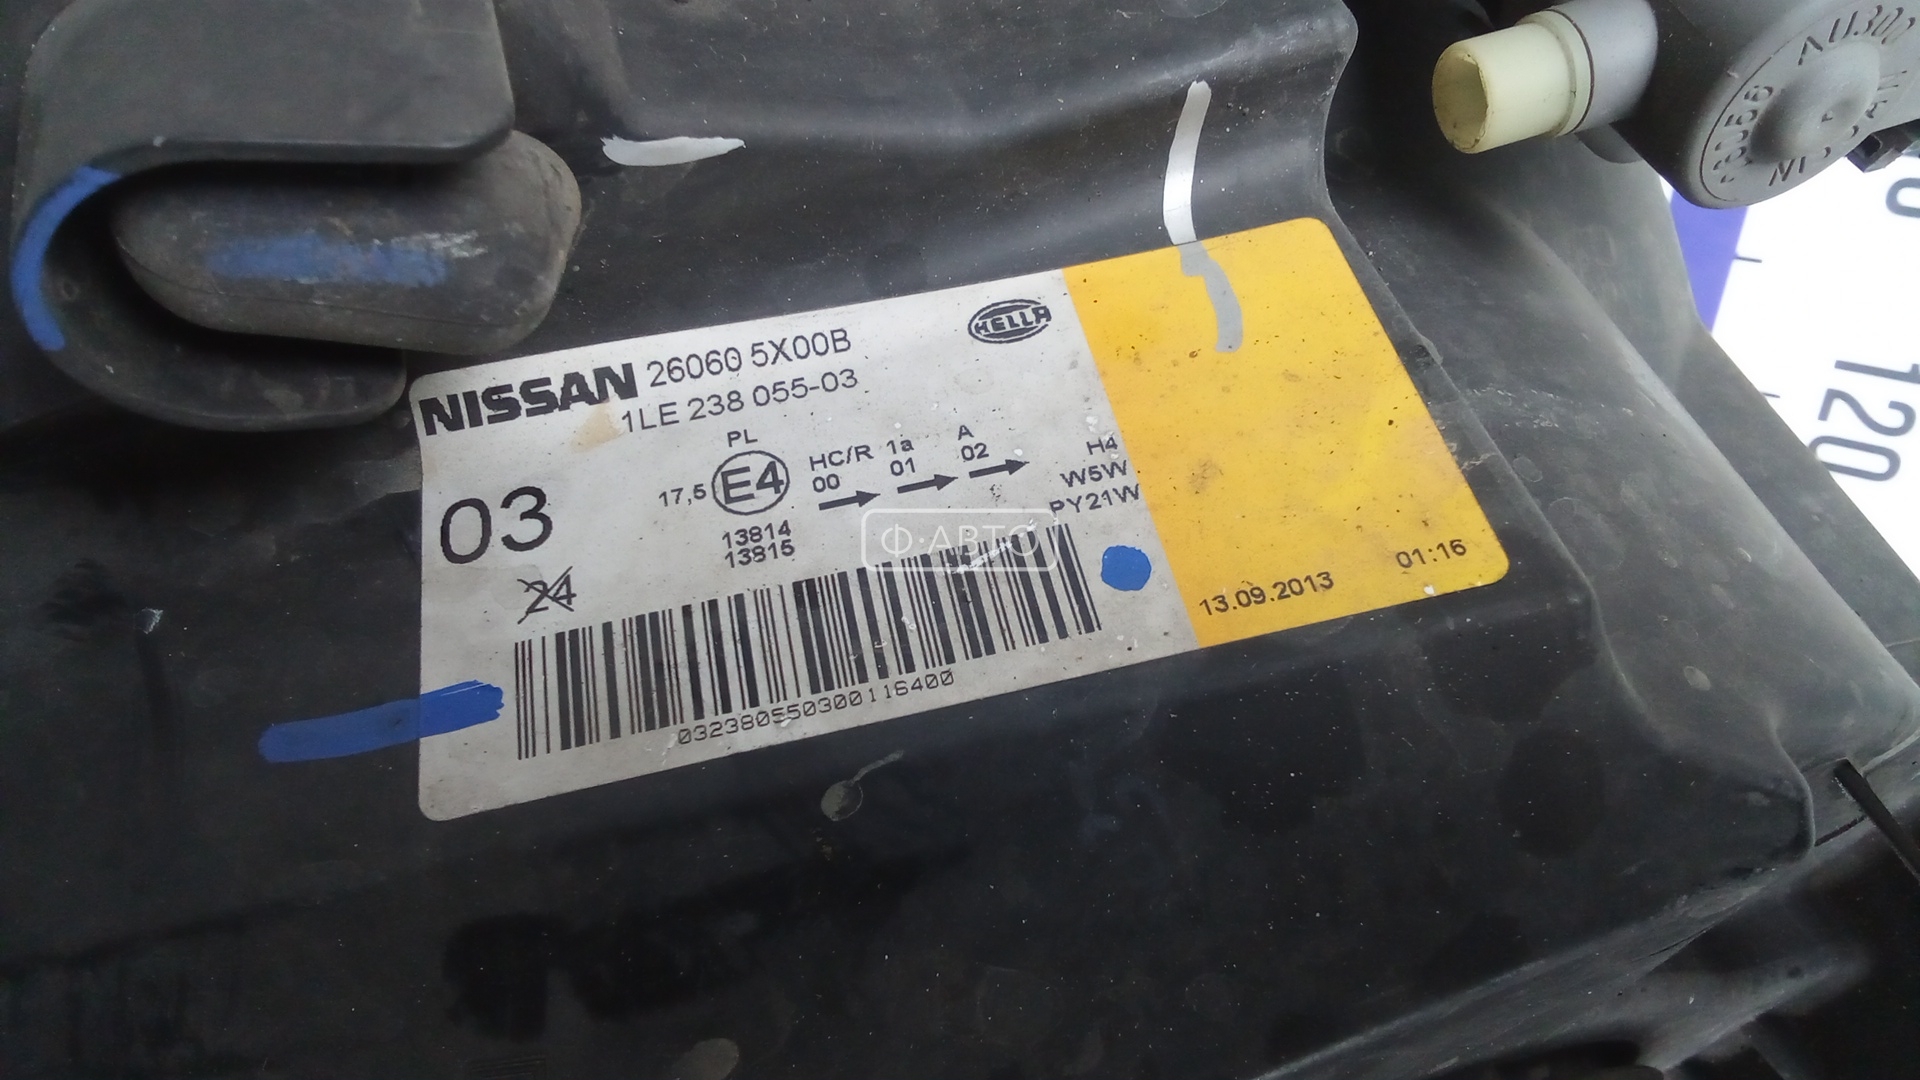 NISSAN 26060 5X00B
HELLA
1LE 238 055-03
PL
17,5 E4
HC/R 1a A
00 01 02
H4
W5W
PY21W
03
13814
13815
24
Ф·АВТО
13.09.2013 01:16
032380550300116400
NISSAN
120